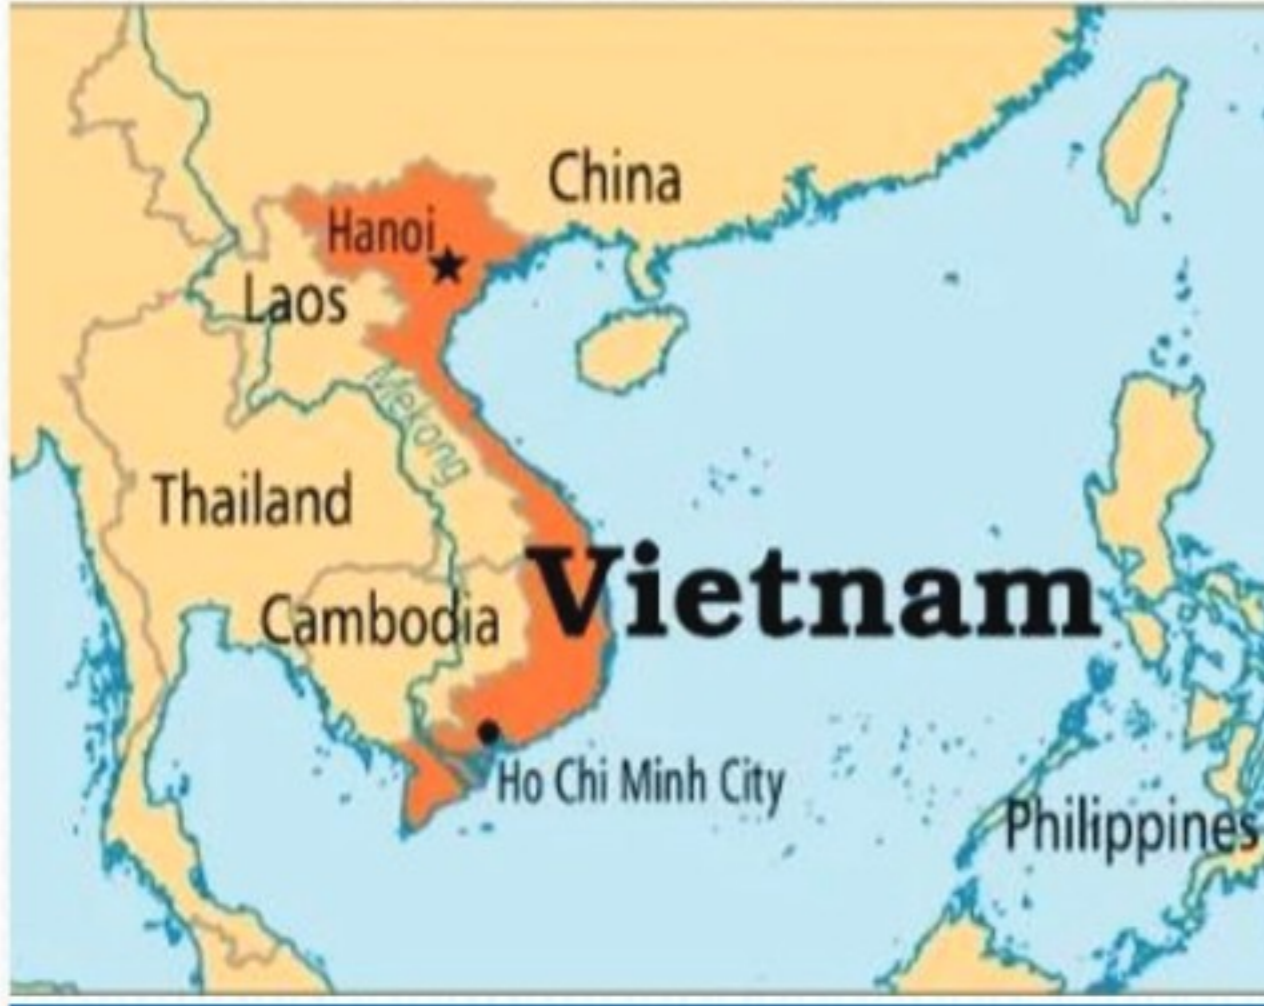 China
Hanoi
Laos
Mekong
Thailand
Vietnam
Cambodia
Ho Chi Minh City
Philippines